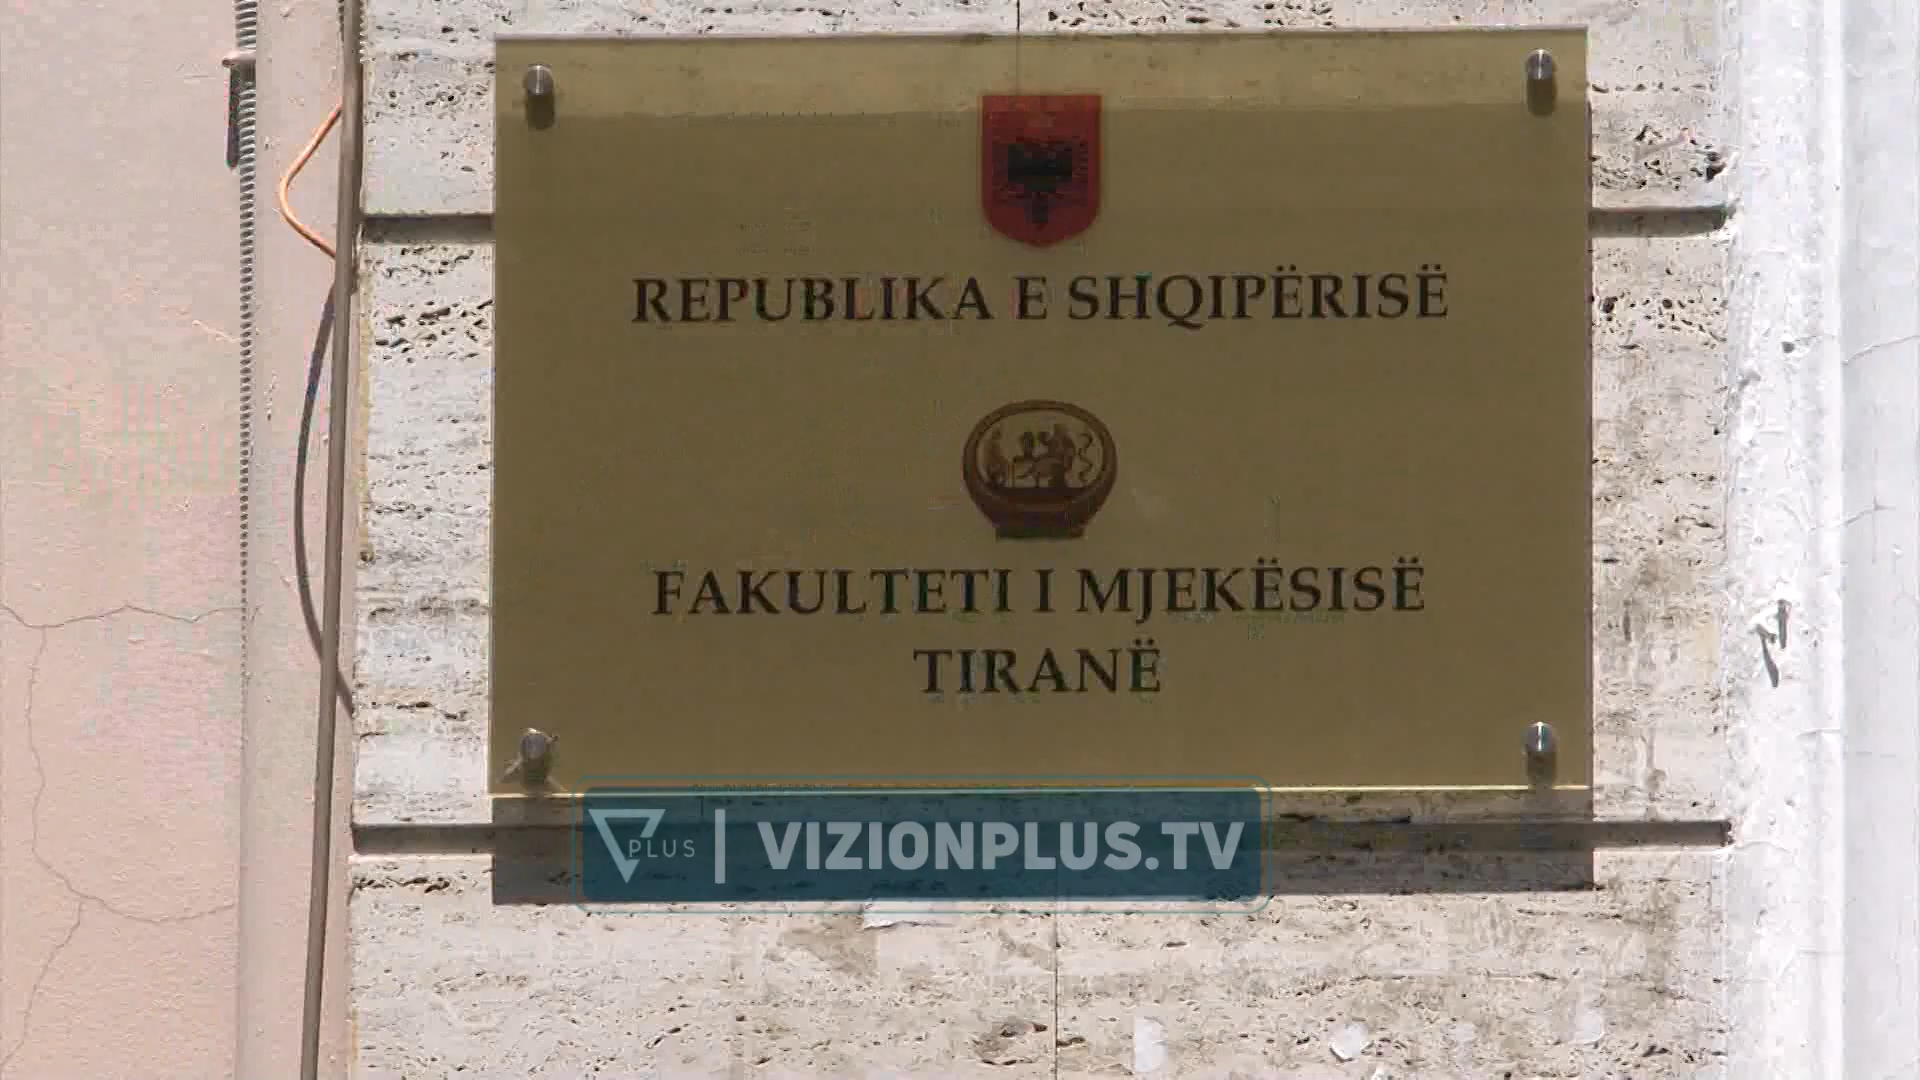 REPUBLIKA E SHQIPËRISË
FAKULTETI I MJEKËSISË
TIRANË
PLUS | VIZIONPLUS.TV